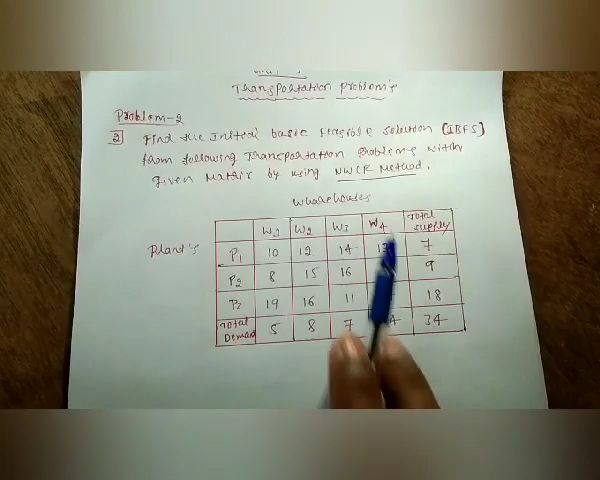 Transportation Problem's
Problem-2
2 Find the Initial basic feasible solution [IBFS]
from following Transportation Problems with
given Matrix by using NWCR Method.
Wharehouses
Plant's
W1 W2 W3 W4 Total Supply
P1 10 12 14 7
P2 8 15 16 9
P3 19 16 11 18
Total Demand 5 8 7 34